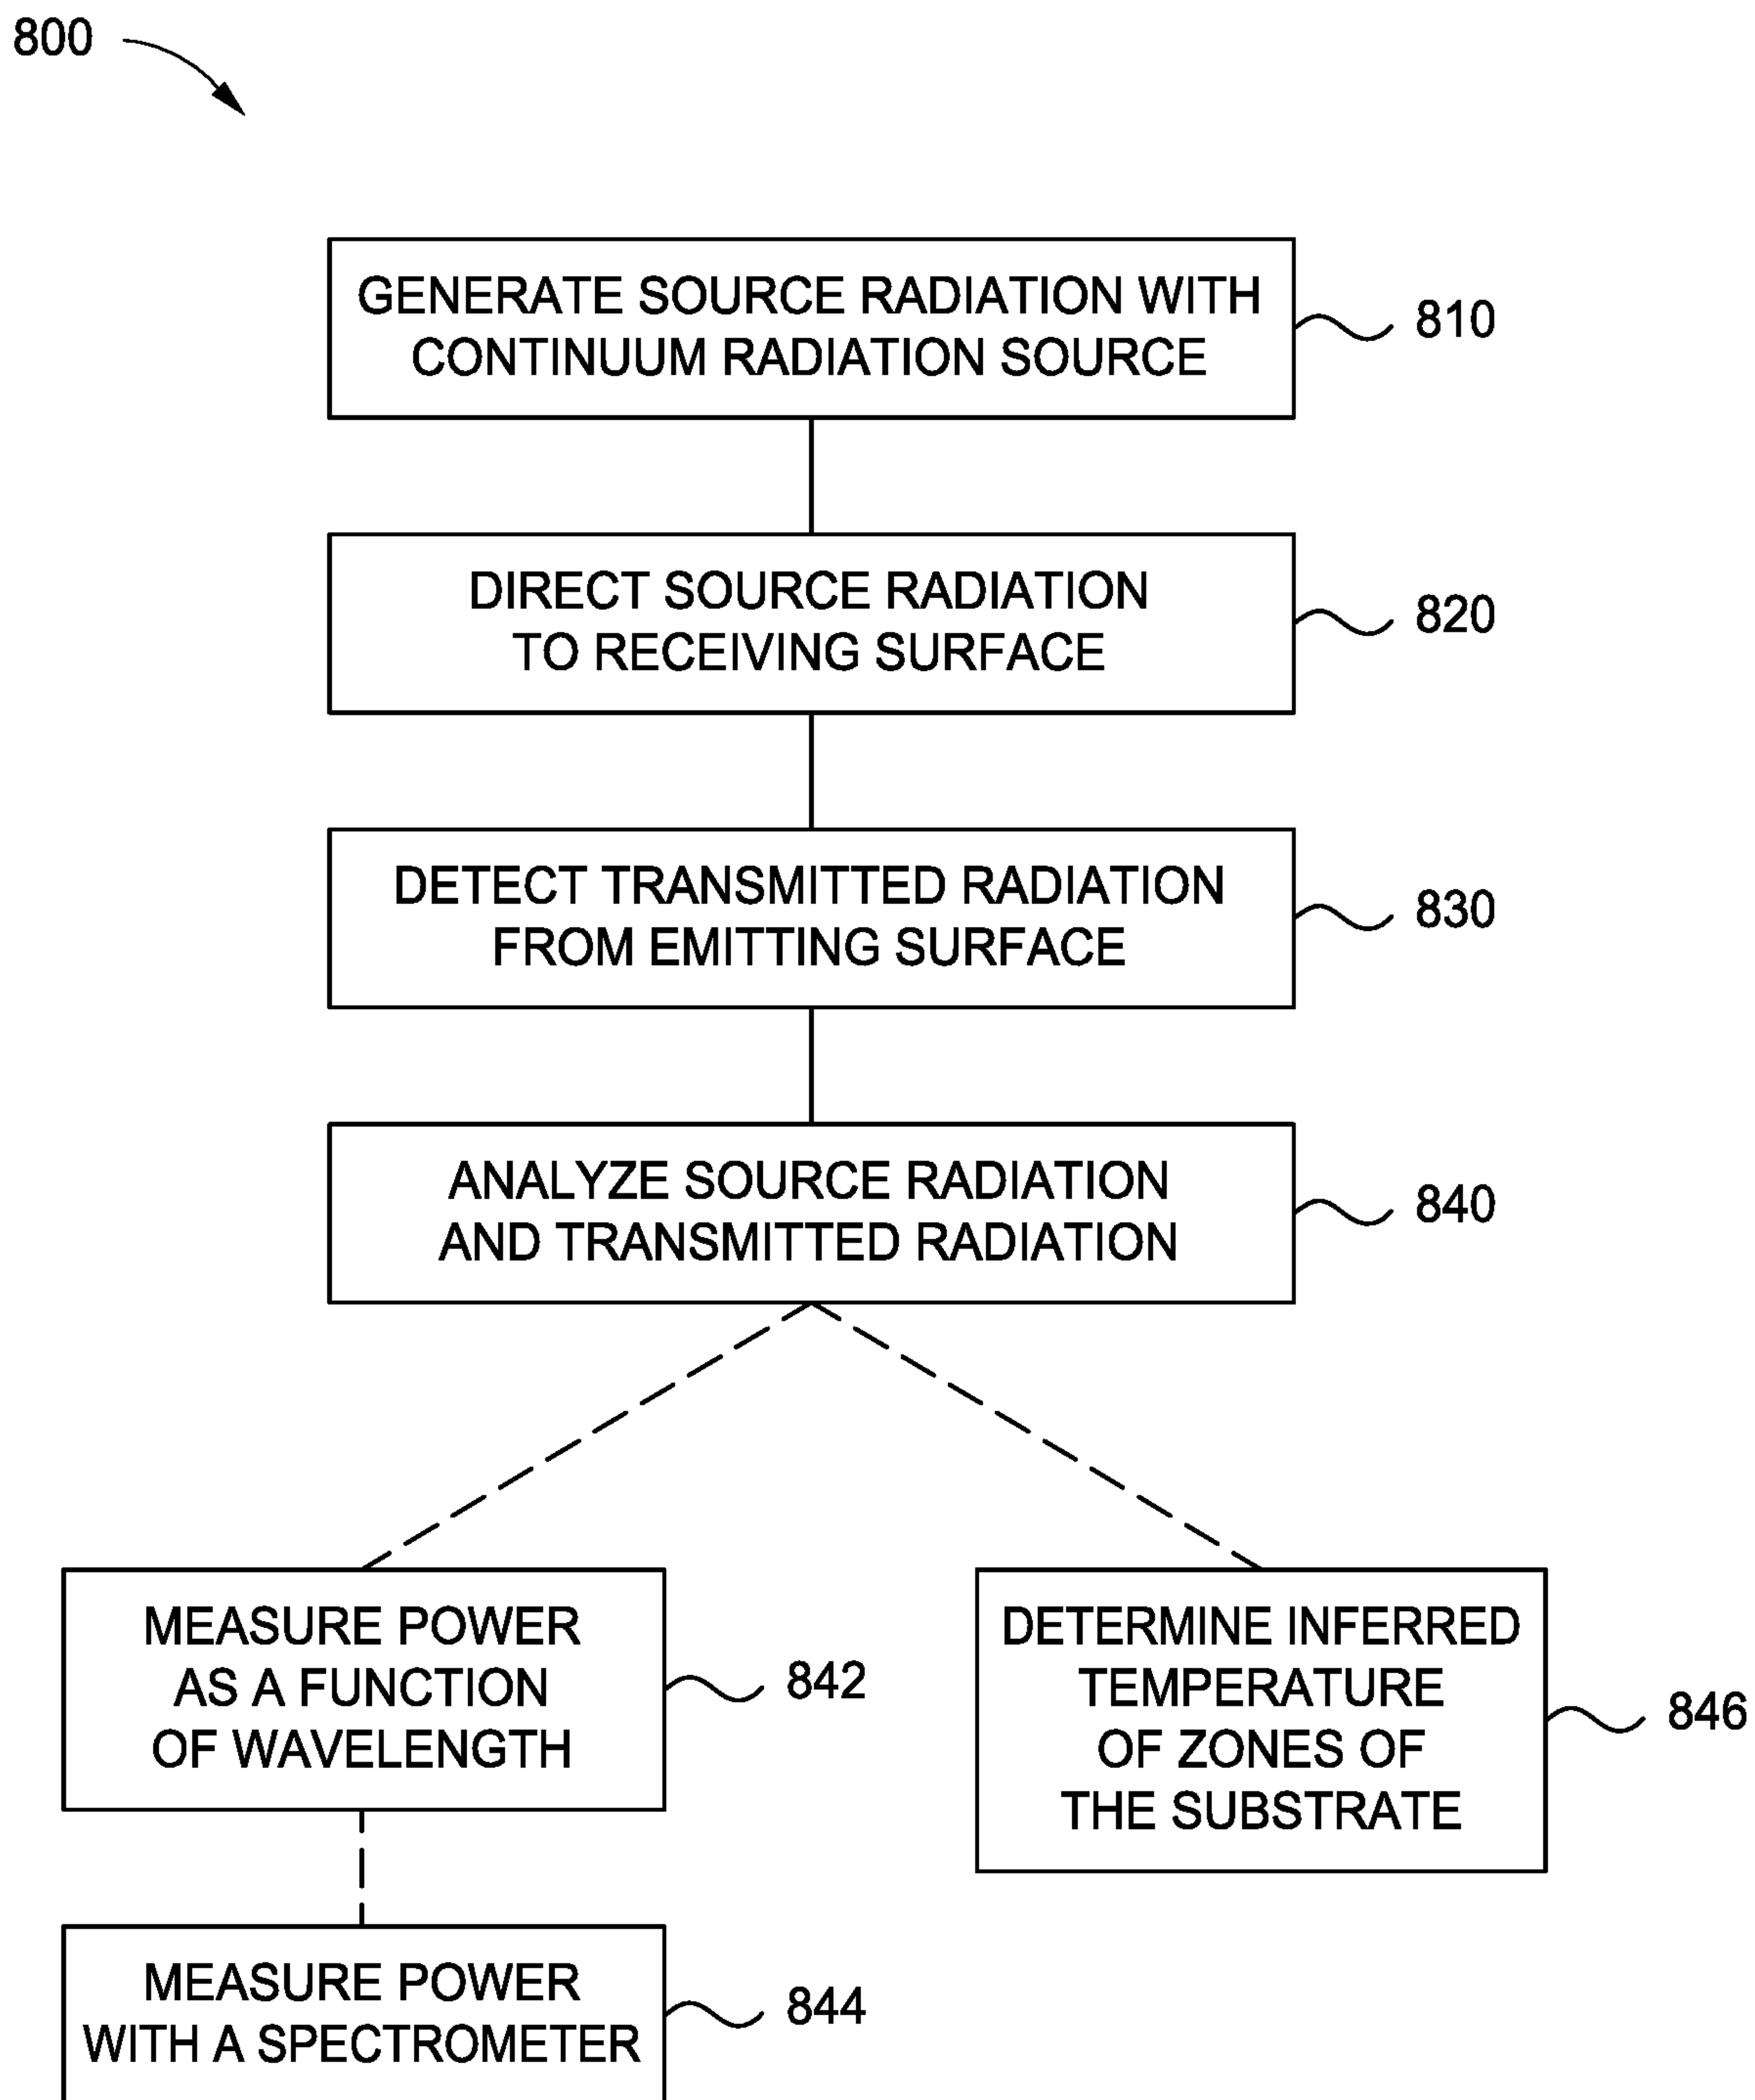 800
GENERATE SOURCE RADIATION WITH
CONTINUUM RADIATION SOURCE
810
DIRECT SOURCE RADIATION
TO RECEIVING SURFACE
820
DETECT TRANSMITTED RADIATION
FROM EMITTING SURFACE
830
ANALYZE SOURCE RADIATION
AND TRANSMITTED RADIATION
840
MEASURE POWER
AS A FUNCTION
OF WAVELENGTH
842
DETERMINE INFERRED
TEMPERATURE
OF ZONES OF
THE SUBSTRATE
846
MEASURE POWER
WITH A SPECTROMETER
844